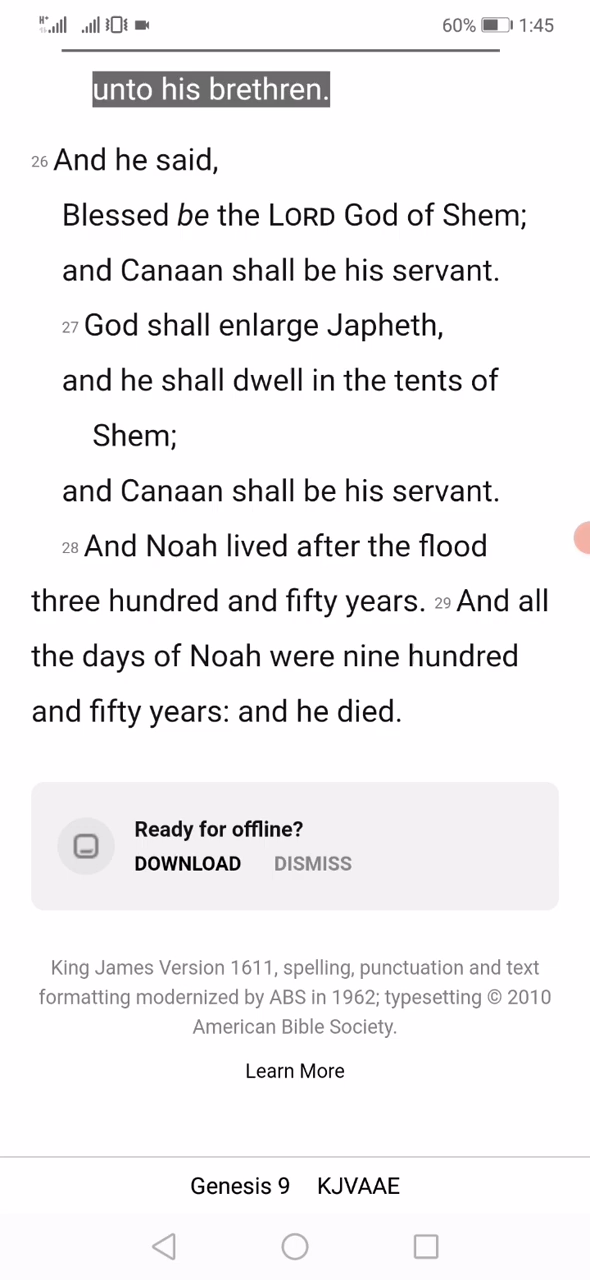 60% 1:45
unto his brethren.
26 And he said,
Blessed be the LORD God of Shem;
and Canaan shall be his servant.
27 God shall enlarge Japheth,
and he shall dwell in the tents of
Shem;
and Canaan shall be his servant.
28 And Noah lived after the flood
three hundred and fifty years. 29 And all
the days of Noah were nine hundred
and fifty years: and he died.
Ready for offline?
DOWNLOAD DISMISS
King James Version 1611, spelling, punctuation and text
formatting modernized by ABS in 1962; typesetting © 2010
American Bible Society.
Learn More
Genesis 9 KJVAAE